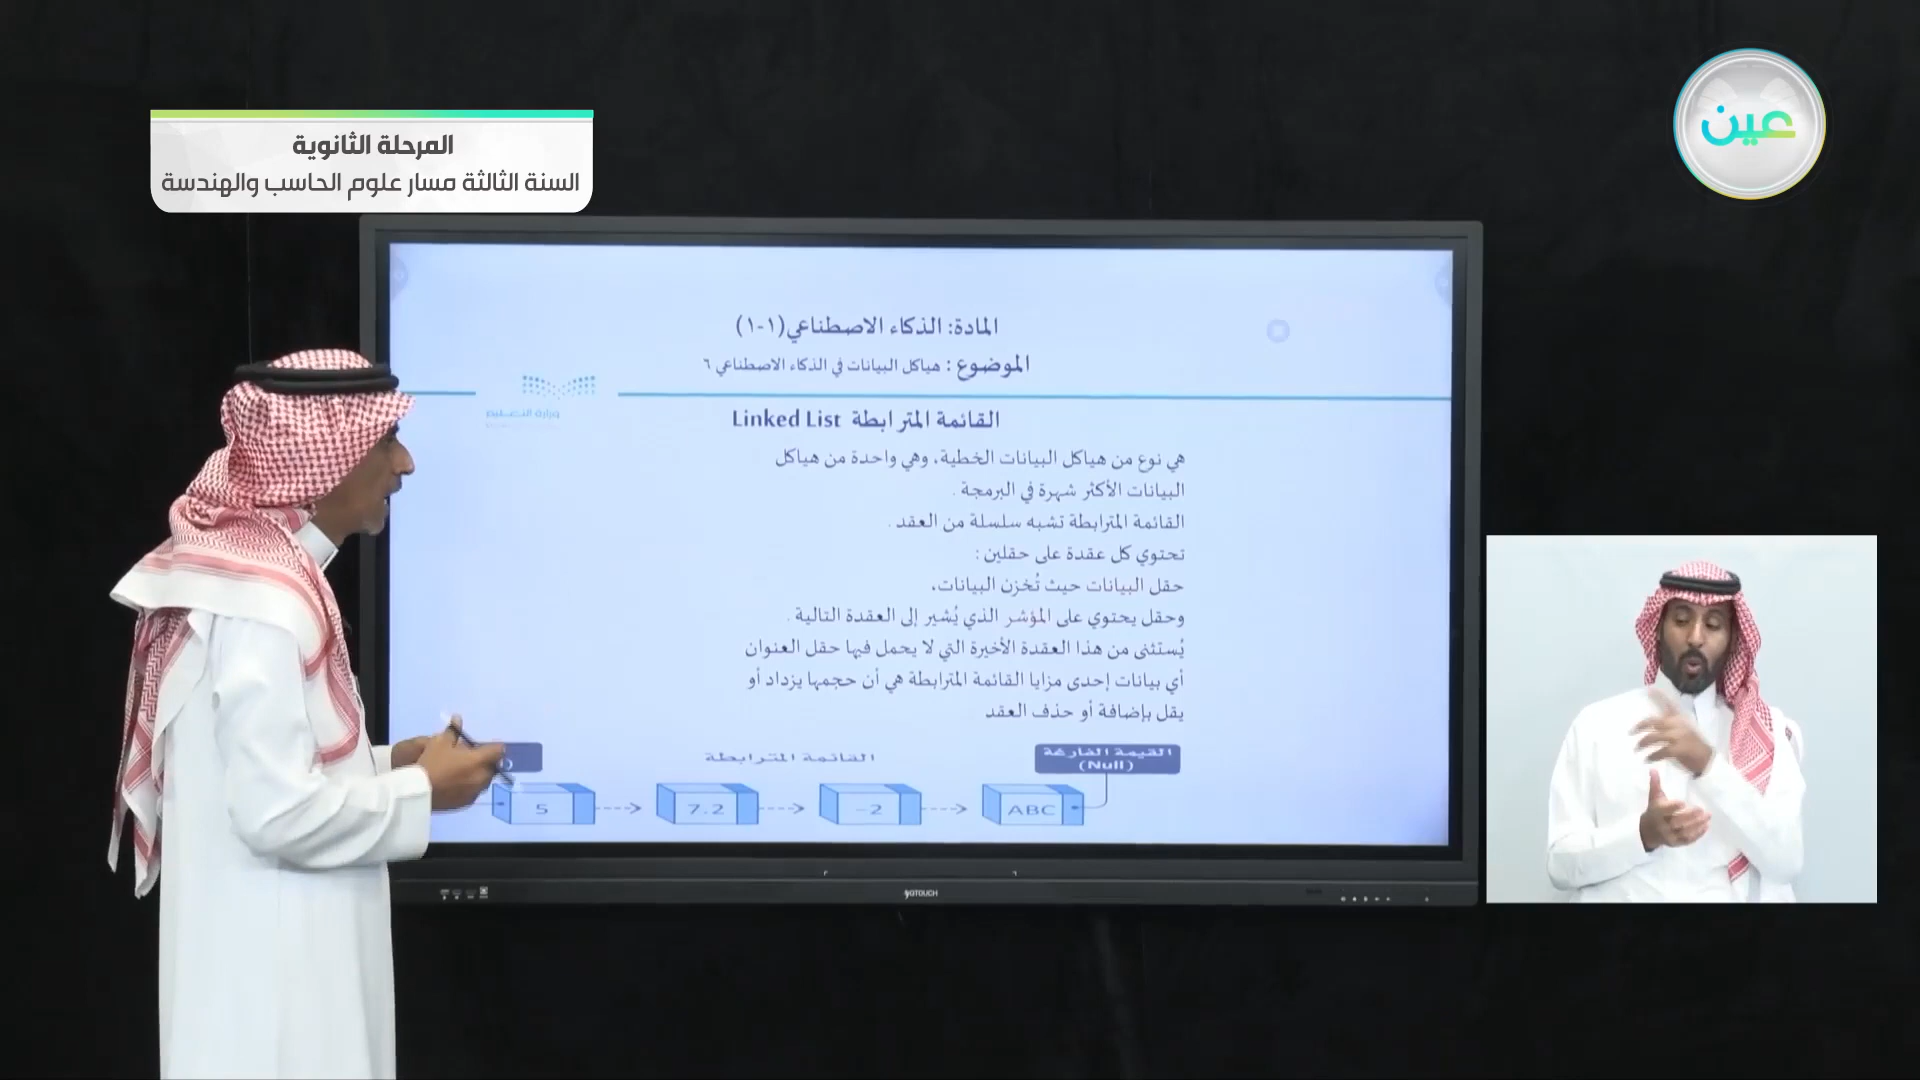 المرحلة الثانوية
السنة الثالثة مسار علوم الحاسب والهندسة
عين
المادة: الذكاء الاصطناعي(١-١)
الموضوع : هياكل البيانات في الذكاء الاصطناعي ٦
وزارة التعليم
القائمة المترابطة Linked List
هي نوع من هياكل البيانات الخطية، وهي واحدة من هياكل
البيانات الأكثر شهرة في البرمجة .
القائمة المترابطة تشبه سلسلة من العقد .
تحتوي كل عقدة على حقلين :
حقل البيانات حيث تُخزن البيانات،
وحقل يحتوي على المؤشر الذي يُشير إلى العقدة التالية .
يُستثنى من هذا العقدة الأخيرة التي لا يحمل فيها حقل العنوان
أي بيانات إحدى مزايا القائمة المترابطة هي أن حجمها يزداد أو
يقل بإضافة أو حذف العقد
القائمة المترابطة
القيمة الفارغة
(Null)
5
7.2
-2
ABC